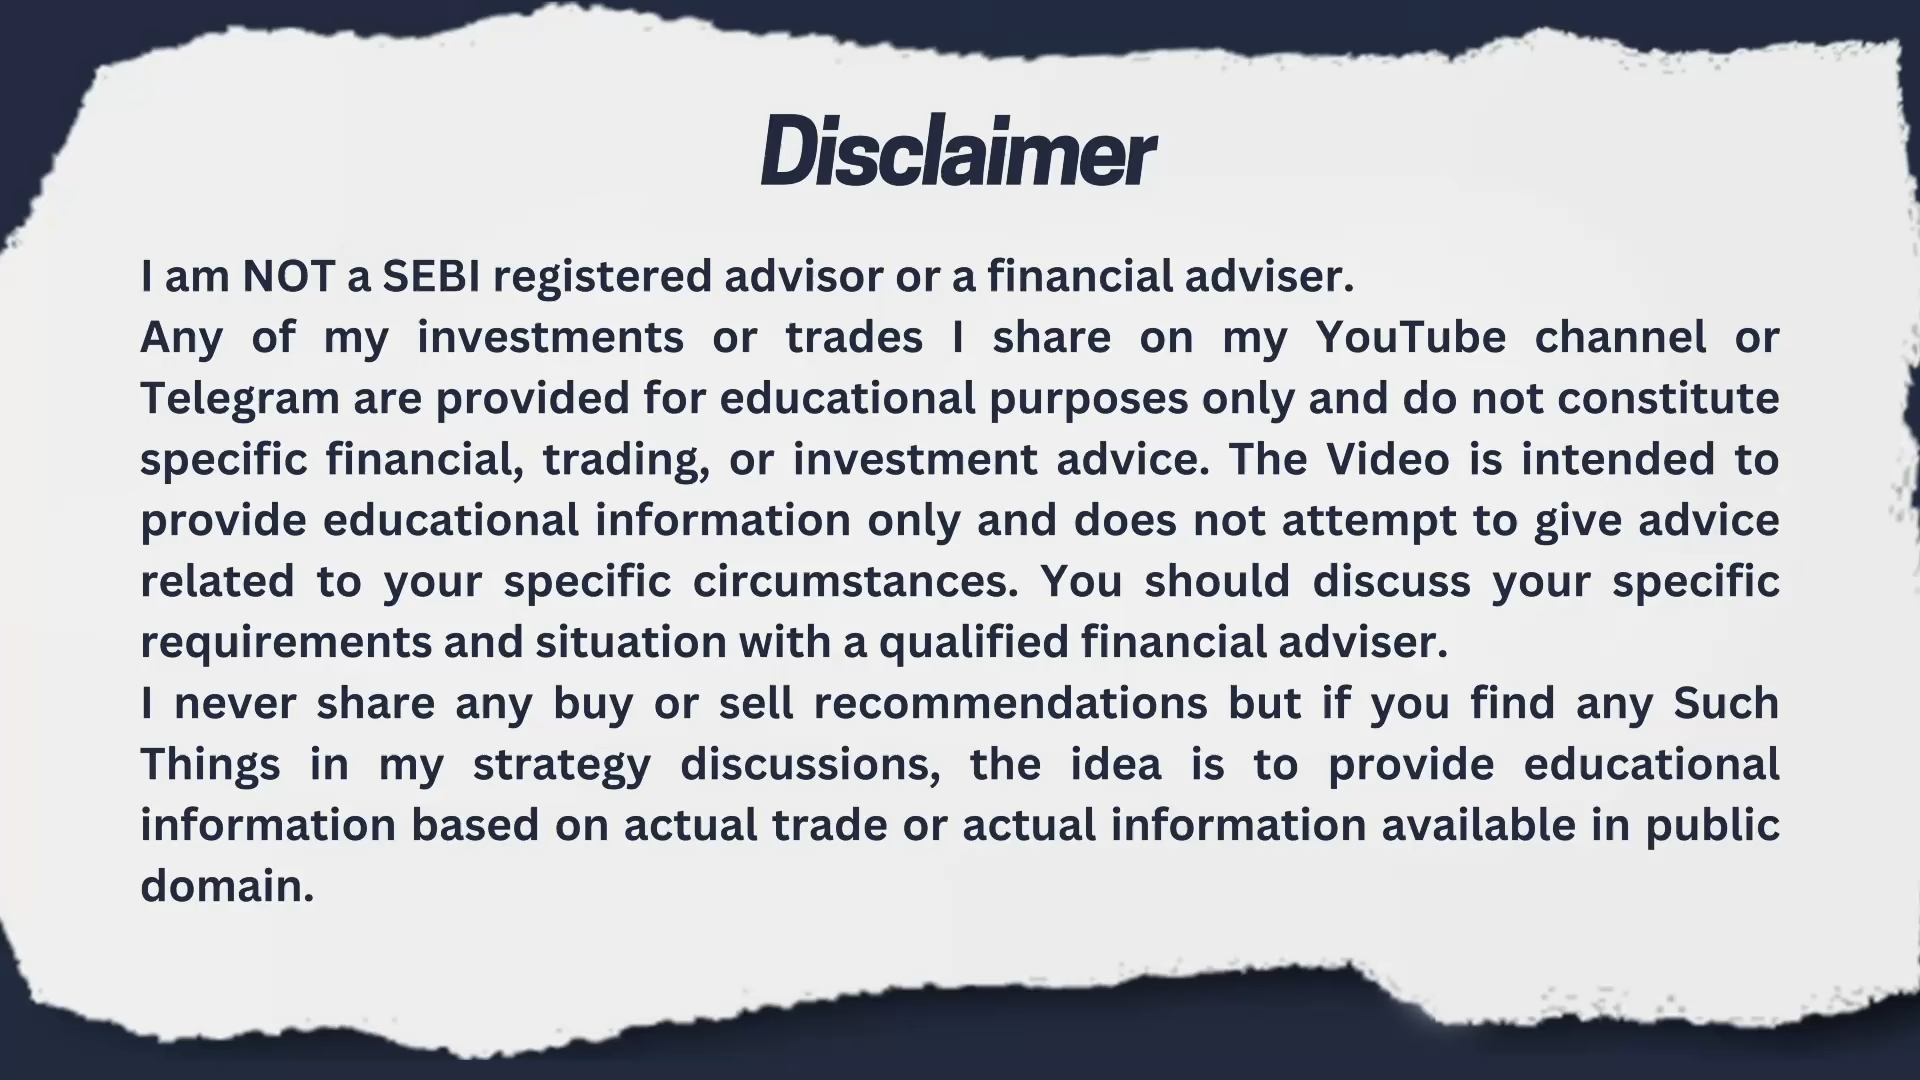 Disclaimer
I am NOT a SEBI registered advisor or a financial adviser.
Any of my investments or trades I share on my YouTube channel or
Telegram are provided for educational purposes only and do not constitute
specific financial, trading, or investment advice. The Video is intended to
provide educational information only and does not attempt to give advice
related to your specific circumstances. You should discuss your specific
requirements and situation with a qualified financial adviser.
I never share any buy or sell recommendations but if you find any Such
Things in my strategy discussions, the idea is to provide educational
information based on actual trade or actual information available in public
domain.